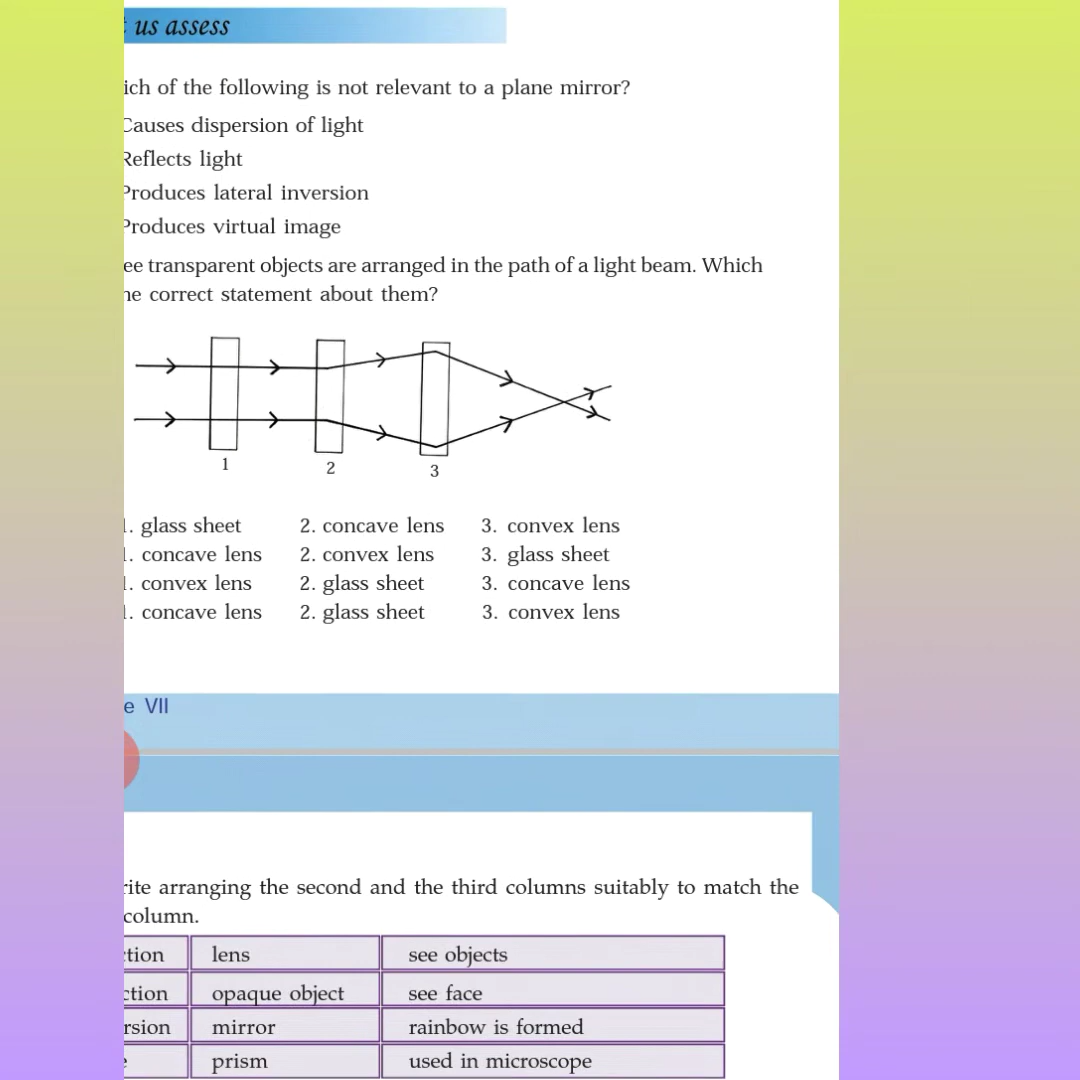 us assess
ich of the following is not relevant to a plane mirror?
Causes dispersion of light
Reflects light
Produces lateral inversion
Produces virtual image
ee transparent objects are arranged in the path of a light beam. Which
he correct statement about them?
1 2 3
1. glass sheet 2. concave lens 3. convex lens
1. concave lens 2. convex lens 3. glass sheet
1. convex lens 2. glass sheet 3. concave lens
1. concave lens 2. glass sheet 3. convex lens
e VII
rite arranging the second and the third columns suitably to match the
column.
tion lens see objects
ction opaque object see face
rsion mirror rainbow is formed
e prism used in microscope